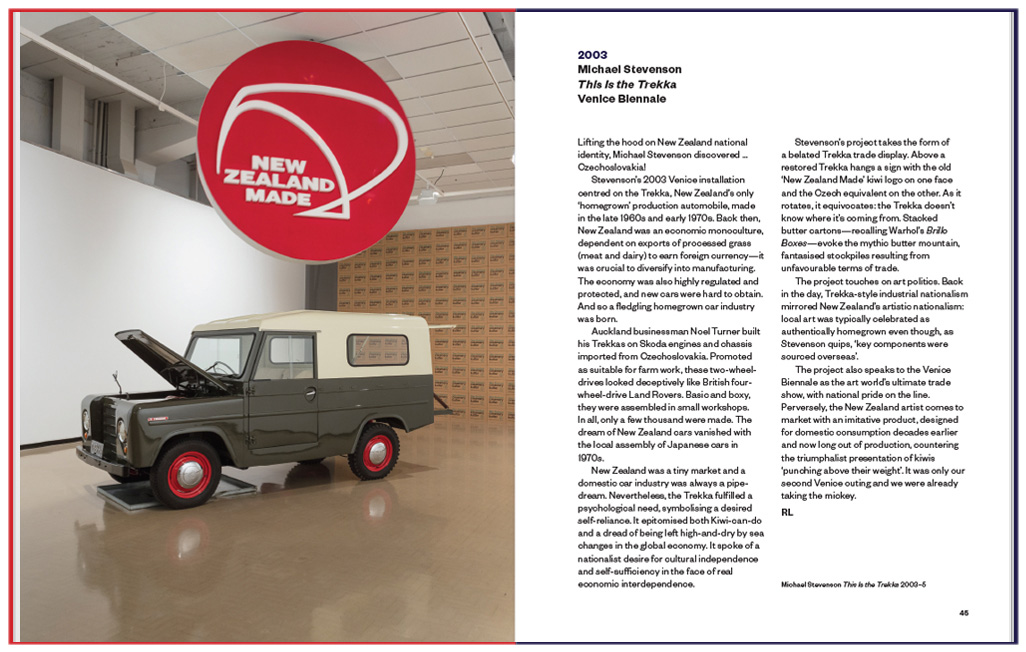 NEW
ZEALAND
MADE
2003
Michael Stevenson
This Is the Trekka
Venice Biennale
Lifting the hood on New Zealand national
identity, Michael Stevenson discovered ...
Czechoslovakia!
Stevenson's 2003 Venice installation
centred on the Trekka, New Zealand's only
'homegrown' production automobile, made
in the late 1960s and early 1970s. Back then,
New Zealand was an economic monoculture,
dependent on exports of processed grass
(meat and dairy) to earn foreign currency—it
was crucial to diversify into manufacturing.
The economy was also highly regulated and
protected, and new cars were hard to obtain.
And so a fledgling homegrown car industry
was born.
Auckland businessman Noel Turner built
his Trekkas on Skoda engines and chassis
imported from Czechoslovakia. Promoted
as suitable for farm work, these two-wheel-
drives looked deceptively like British four-
wheel-drive Land Rovers. Basic and boxy,
they were assembled in small workshops.
In all, only a few thousand were made. The
dream of New Zealand cars vanished with
the local assembly of Japanese cars in
1970s.
New Zealand was a tiny market and a
domestic car industry was always a pipe-
dream. Nevertheless, the Trekka fulfilled a
psychological need, symbolising a desired
self-reliance. It epitomised both Kiwi-can-do
and a dread of being left high-and-dry by sea
changes in the global economy. It spoke of a
nationalist desire for cultural independence
and self-sufficiency in the face of real
economic interdependence.
Stevenson's project takes the form of
a belated Trekka trade display. Above a
restored Trekka hangs a sign with the old
'New Zealand Made' kiwi logo on one face
and the Czech equivalent on the other. As it
rotates, it equivocates: the Trekka doesn't
know where it's coming from. Stacked
butter cartons—recalling Warhol's Brillo
Boxes—evoke the mythic butter mountain,
fantasised stockpiles resulting from
unfavourable terms of trade.
The project touches on art politics. Back
in the day, Trekka-style industrial nationalism
mirrored New Zealand's artistic nationalism:
local art was typically celebrated as
authentically homegrown even though, as
Stevenson quips, 'key components were
sourced overseas'.
The project also speaks to the Venice
Biennale as the art world's ultimate trade
show, with national pride on the line.
Perversely, the New Zealand artist comes to
market with an imitative product, designed
for domestic consumption decades earlier
and now long out of production, countering
the triumphalist presentation of kiwis
'punching above their weight'. It was only our
second Venice outing and we were already
taking the mickey.
RL
Michael Stevenson This Is the Trekka 2003–5
45